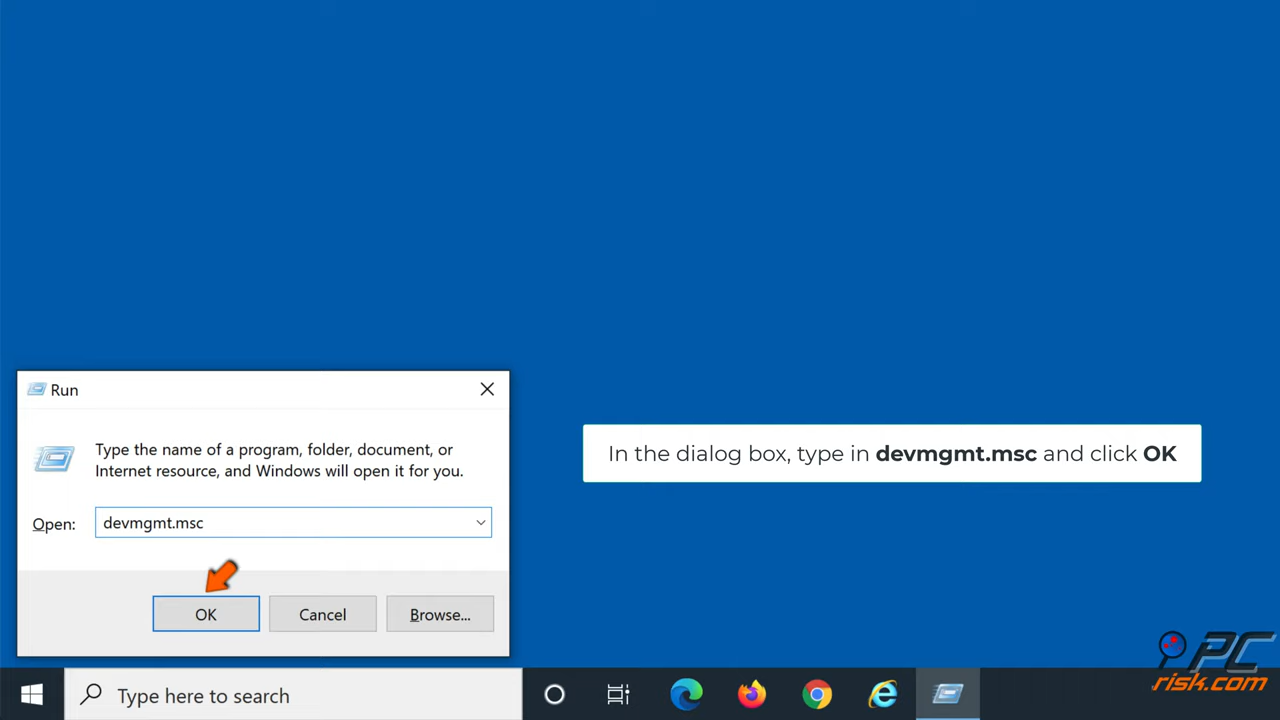 Run
Type the name of a program, folder, document, or
Internet resource, and Windows will open it for you.
Open: devmgmt.msc
OK Cancel Browse...
In the dialog box, type in devmgmt.msc and click OK
Type here to search
PC
risk.com